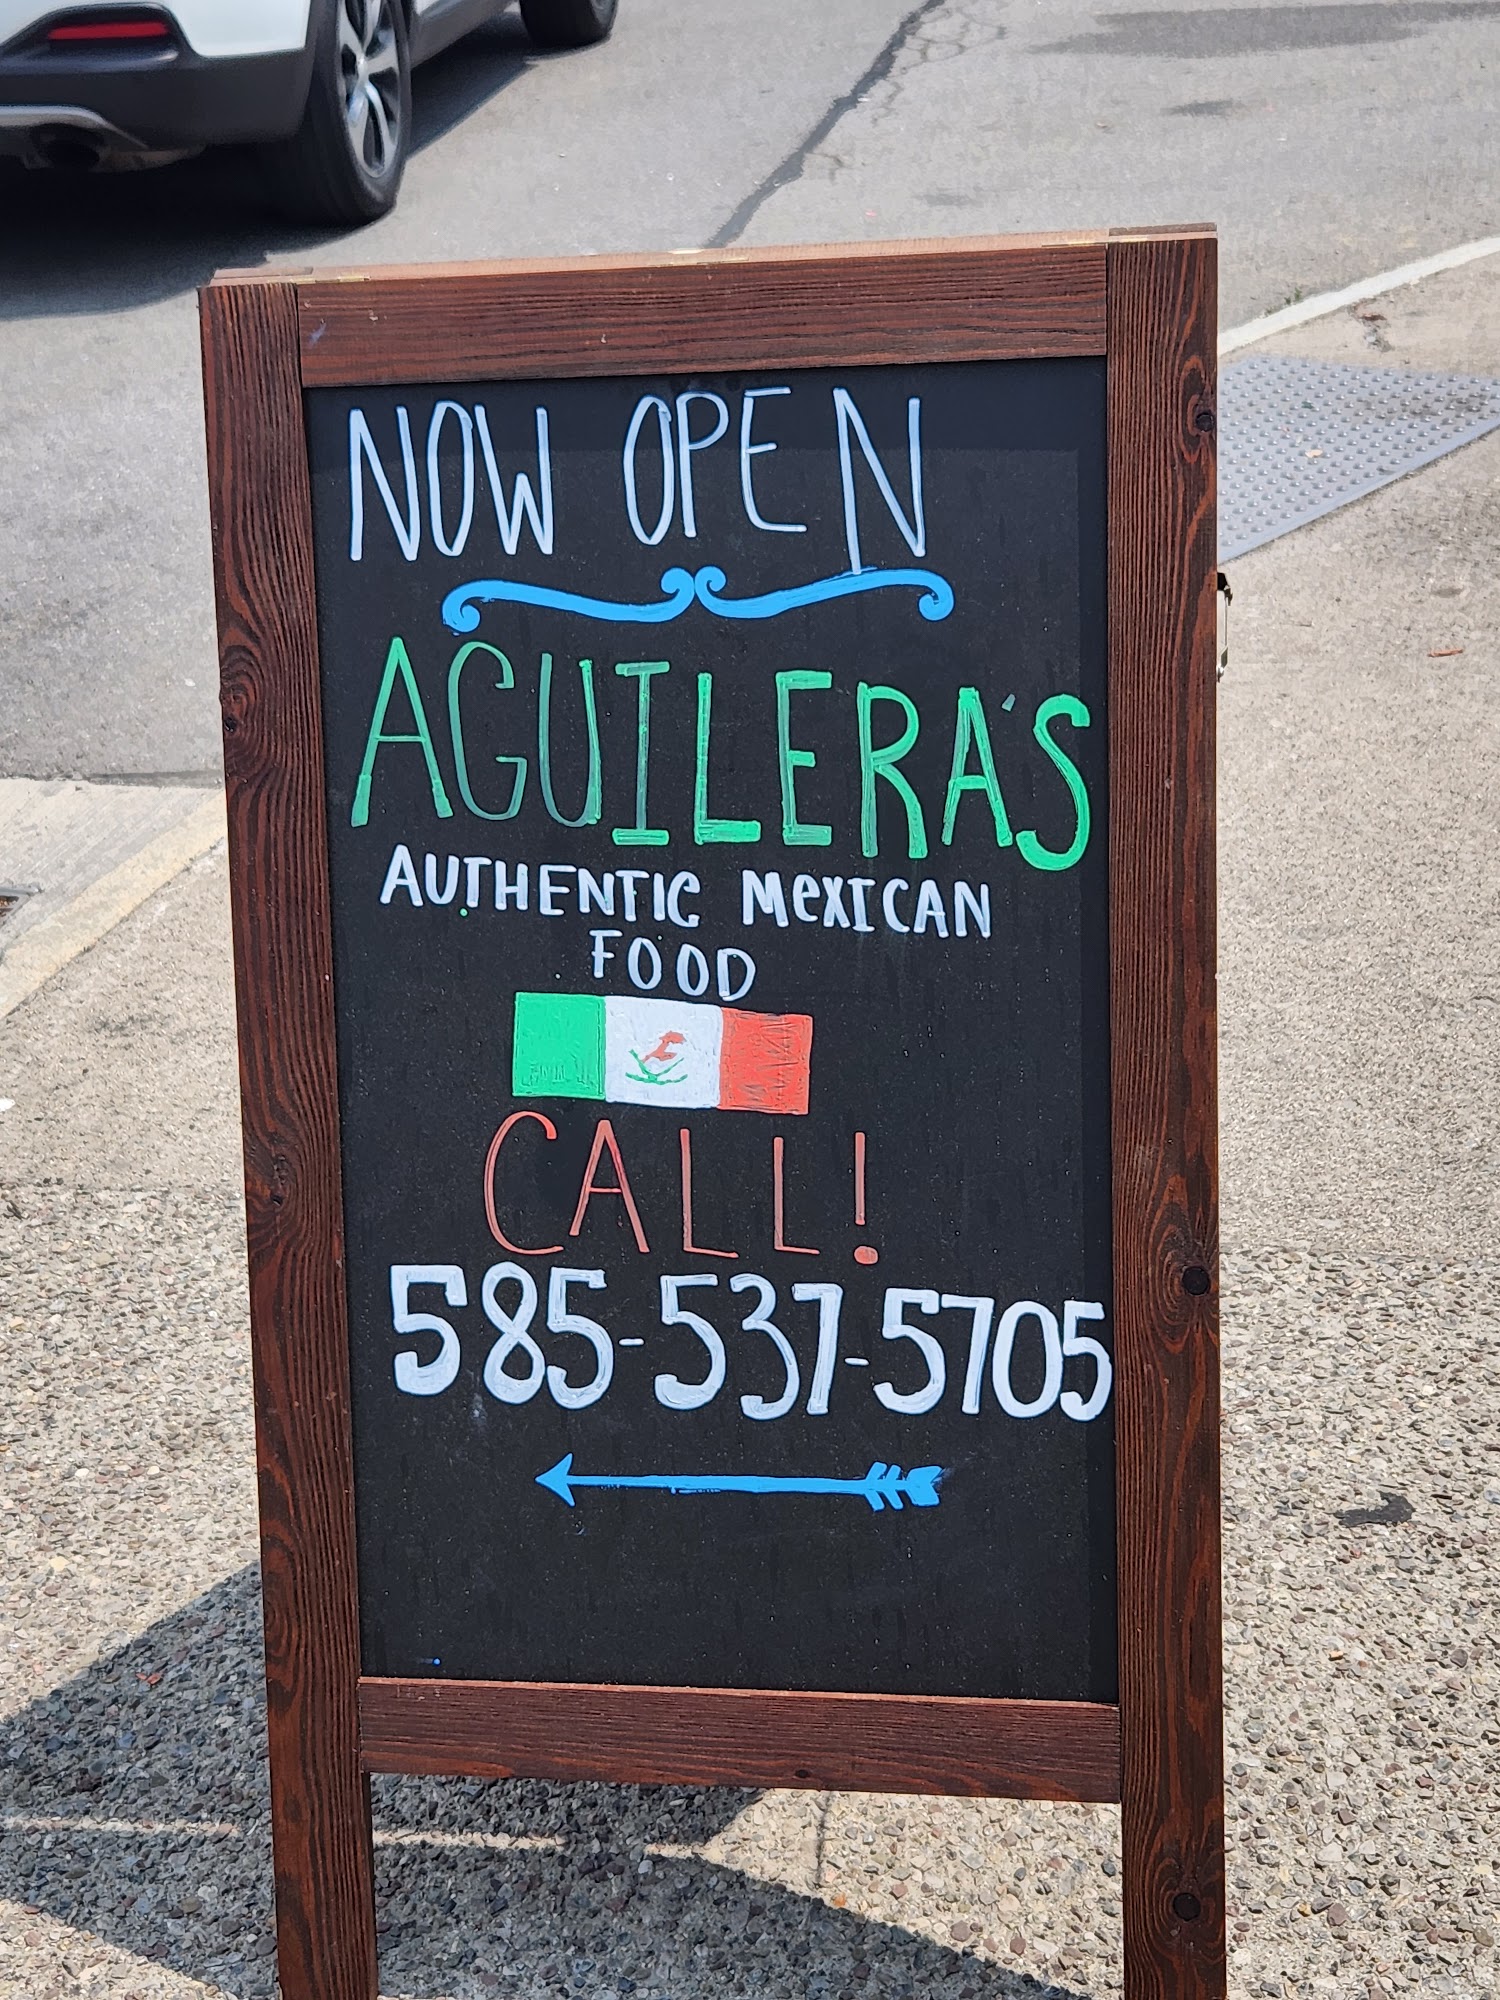 NOW OPEN
AGUILERA'S
AUTHENTIC MeXICAN
FOOD
CALL!
585-537-5705